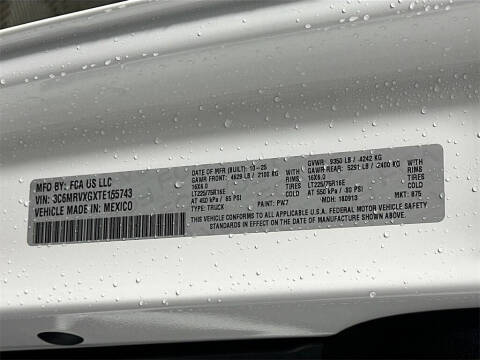 MFD BY: FCA US LLC
VIN: 3C6MRVXGXTE155743
VEHICLE MADE IN: MEXICO
DATE OF MFR (BUILT): 10-25
GAWR FRONT: 4629 LB / 2100 KG WITH
16X6.0 RIMS
LT225/75R16E TIRES
AT 450 kPa / 65 PSI COLD
TYPE: TRUCK PAINT: PW7
GVWR: 9350 LB / 4242 KG
GAWR REAR: 5291 LB / 2400 KG WITH
16X6.0 RIMS
LT225/75R16E TIRES
AT 550 kPa / 80 PSI COLD
MDH: 160913 MKT: 875
THIS VEHICLE CONFORMS TO ALL APPLICABLE U.S.A. FEDERAL MOTOR VEHICLE SAFETY
STANDARDS IN EFFECT ON THE DATE OF MANUFACTURE SHOWN ABOVE.